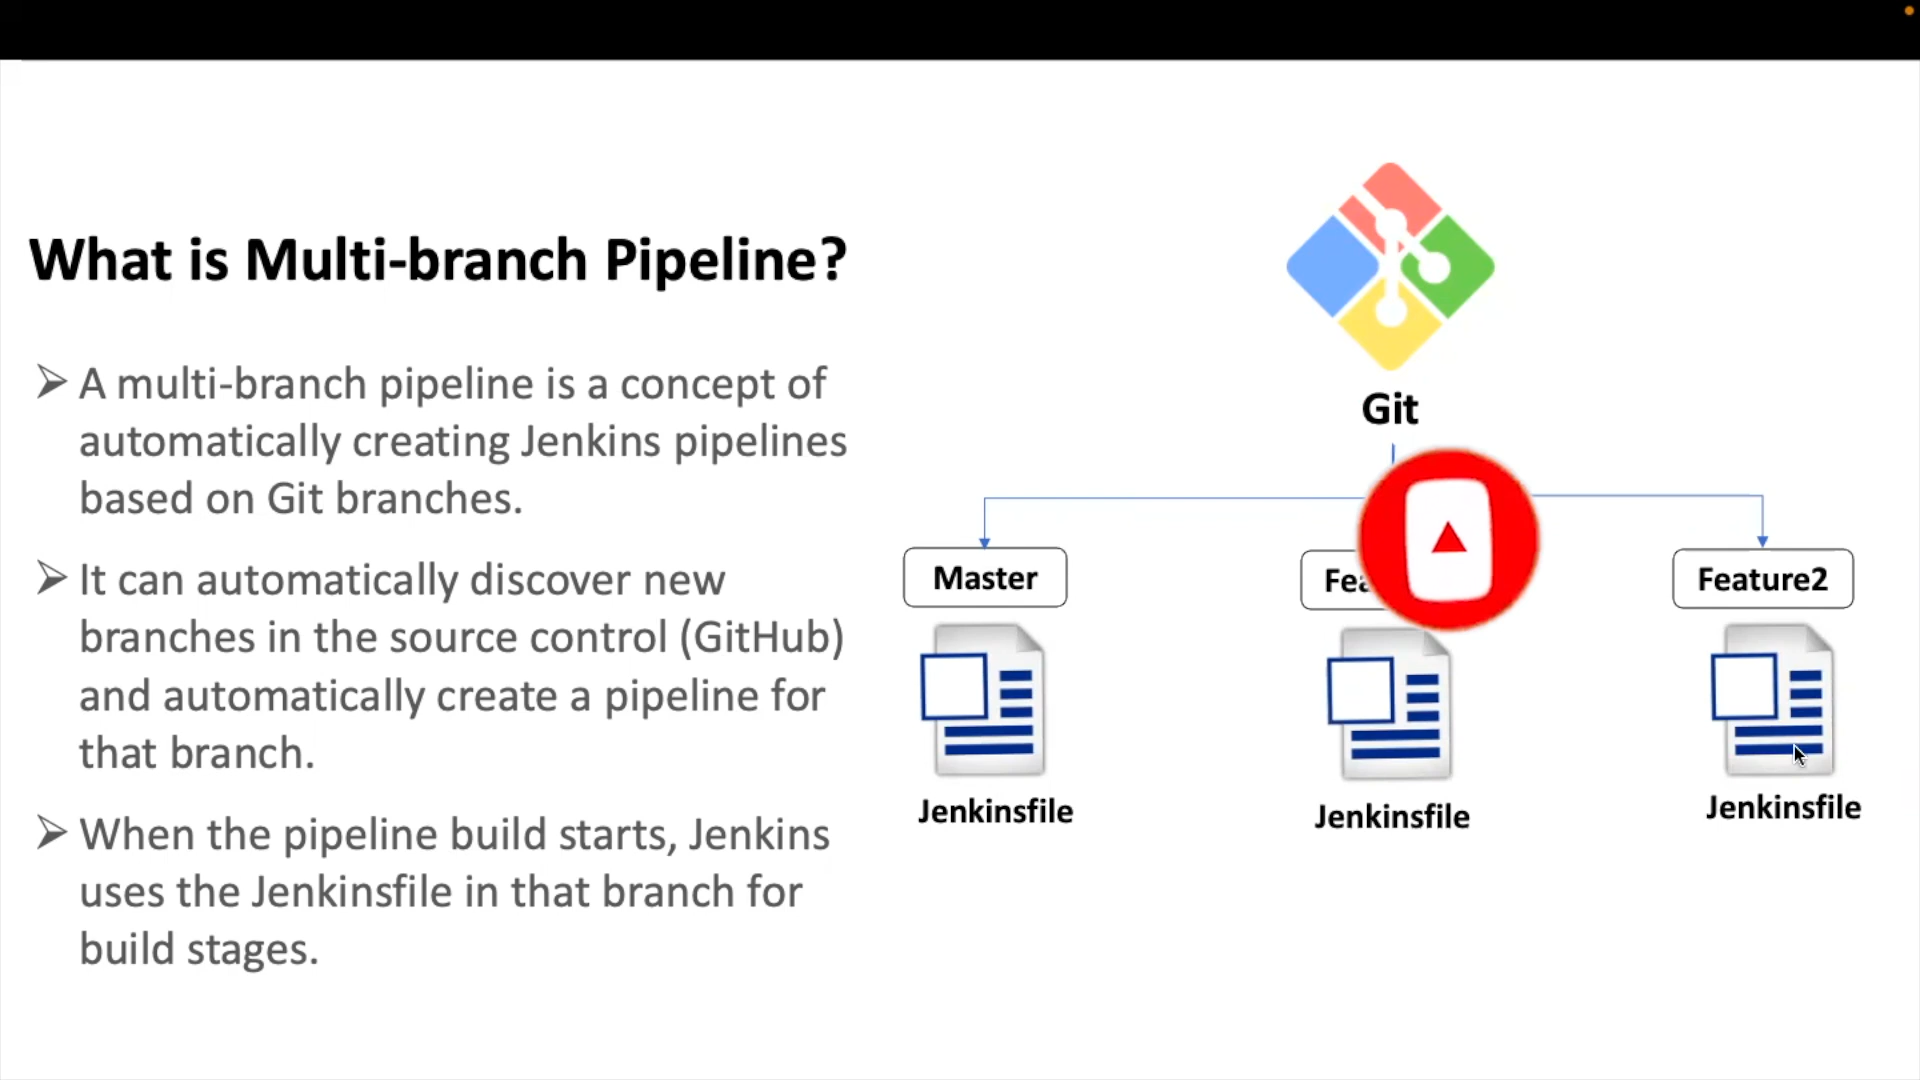 What is Multi-branch Pipeline?
➢ A multi-branch pipeline is a concept of
automatically creating Jenkins pipelines
based on Git branches.
➢ It can automatically discover new
branches in the source control (GitHub)
and automatically create a pipeline for
that branch.
➢ When the pipeline build starts, Jenkins
uses the Jenkinsfile in that branch for
build stages.
Git
Master
Feature2
Jenkinsfile
Jenkinsfile
Jenkinsfile